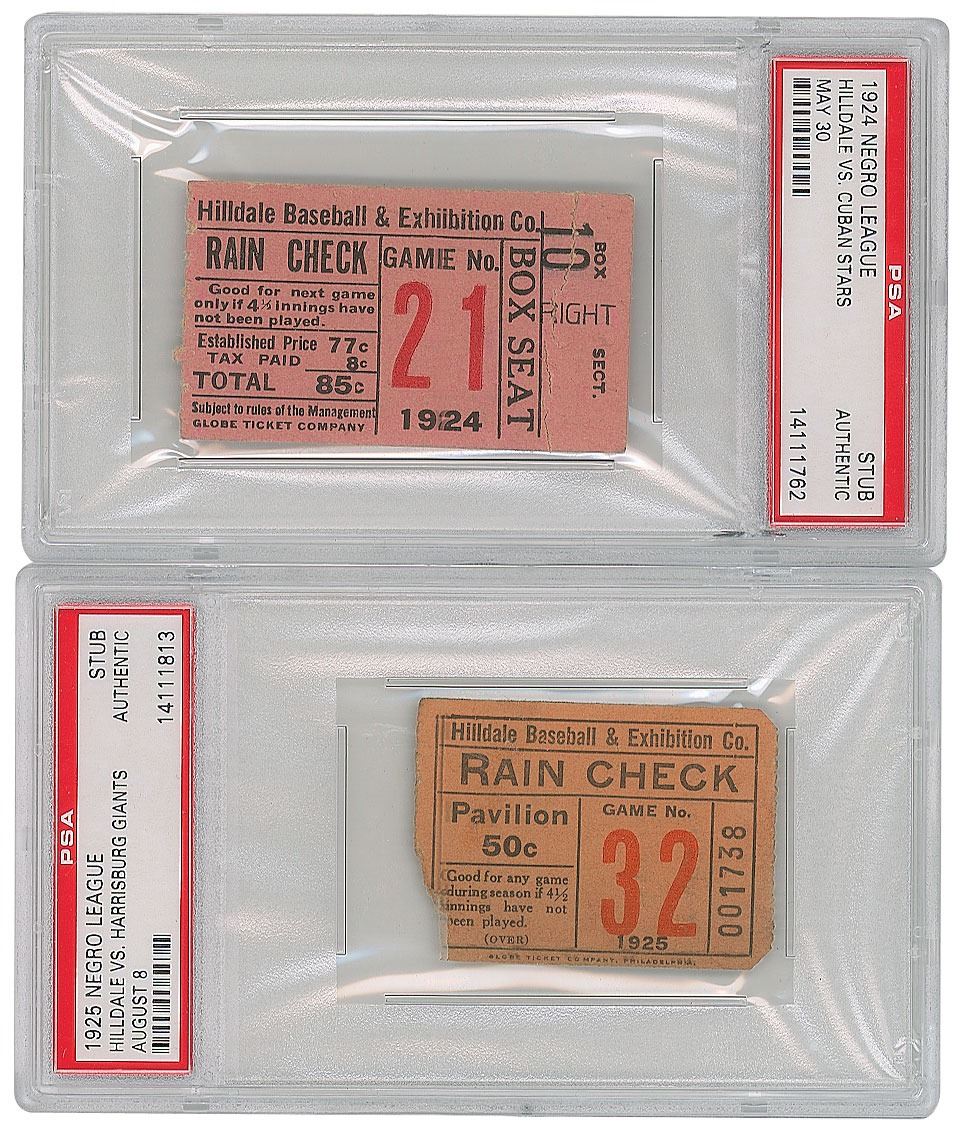 PSA
1924 NEGRO LEAGUE
HILLDALE VS. CUBAN STARS
MAY 30
STUB
AUTHENTIC
14111762
Hilldale Baseball & Exhiibition Co.
RAIN CHECK
Good for next game
only if 4½ innings have
not been played.
Established Price 77c
TAX PAID 8c
TOTAL 85c
Subject to rules of the Management
GLOBE TICKET COMPANY
GAME No.
21
1924
BOX SEAT
10
BOX
RIGHT
SECT.
PSA
1925 NEGRO LEAGUE
HILLDALE VS. HARRISBURG GIANTS
AUGUST 8
STUB
AUTHENTIC
14111813
Hilldale Baseball & Exhibition Co.
RAIN CHECK
Pavilion
50c
Good for any game
during season if 4½
innings have not
been played.
(OVER)
GAME No.
32
1925
001738
GLOBE TICKET COMPANY, PHILADELPHIA.